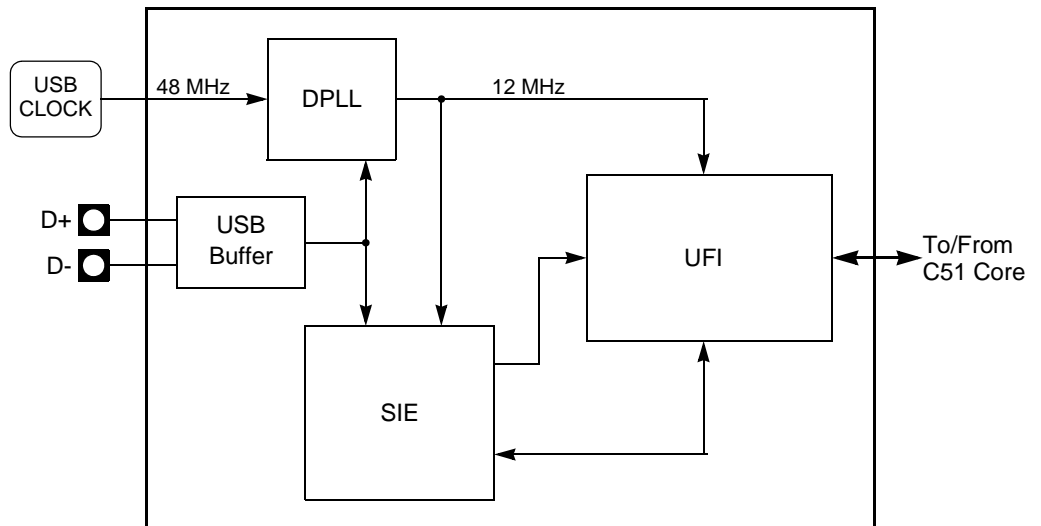 USB
CLOCK
48 MHz
DPLL
12 MHz
D+
D-
USB
Buffer
UFI
To/From
C51 Core
SIE